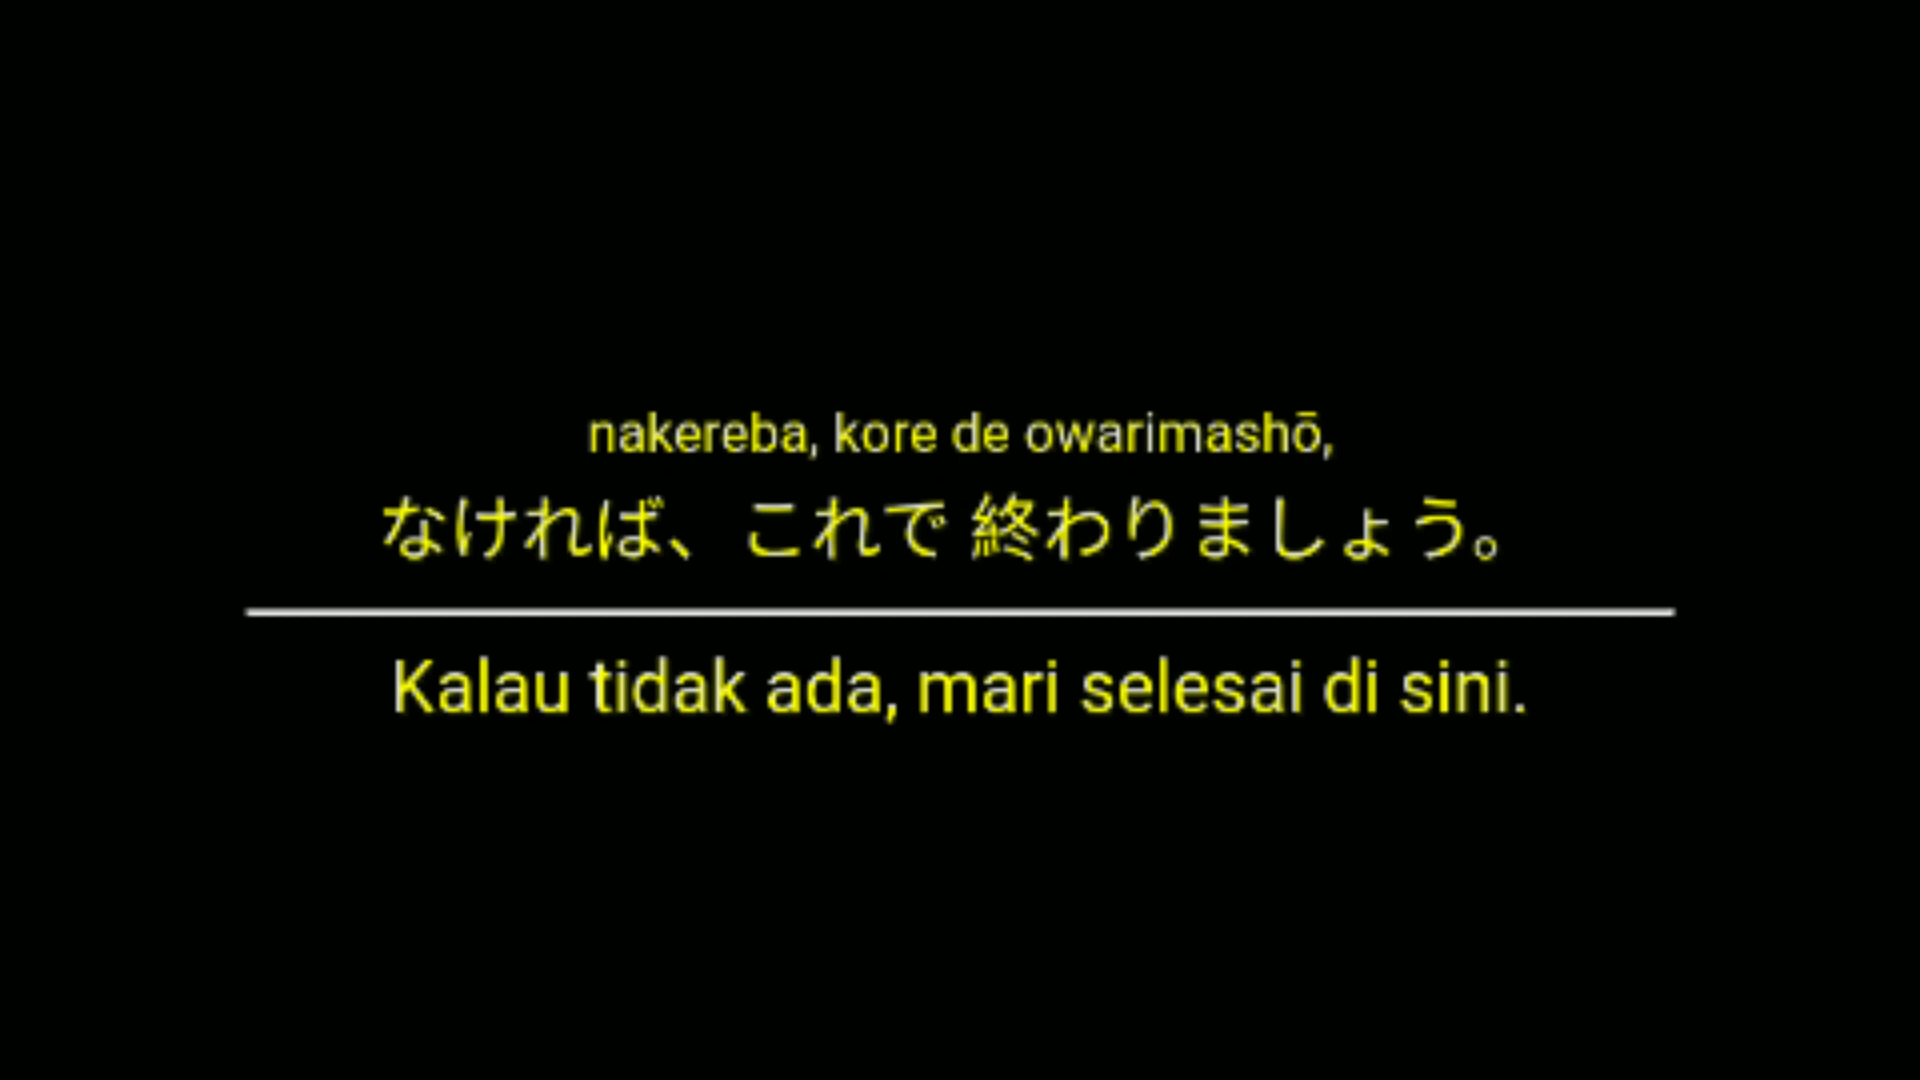 nakereba, kore de owarimashō,
なければ、これで 終わりましょう。
Kalau tidak ada, mari selesai di sini.